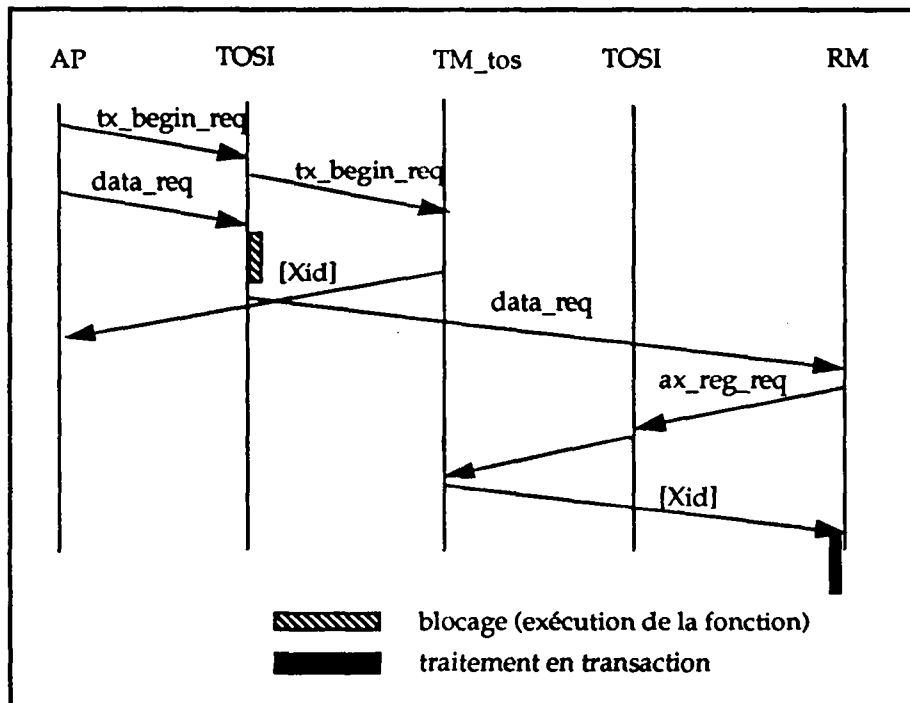 AP TOSI TM_tos TOSI RM
tx_begin_req
tx_begin_req
data_req
[Xid]
data_req
ax_reg_req
[Xid]
blocage (exécution de la fonction)
traitement en transaction